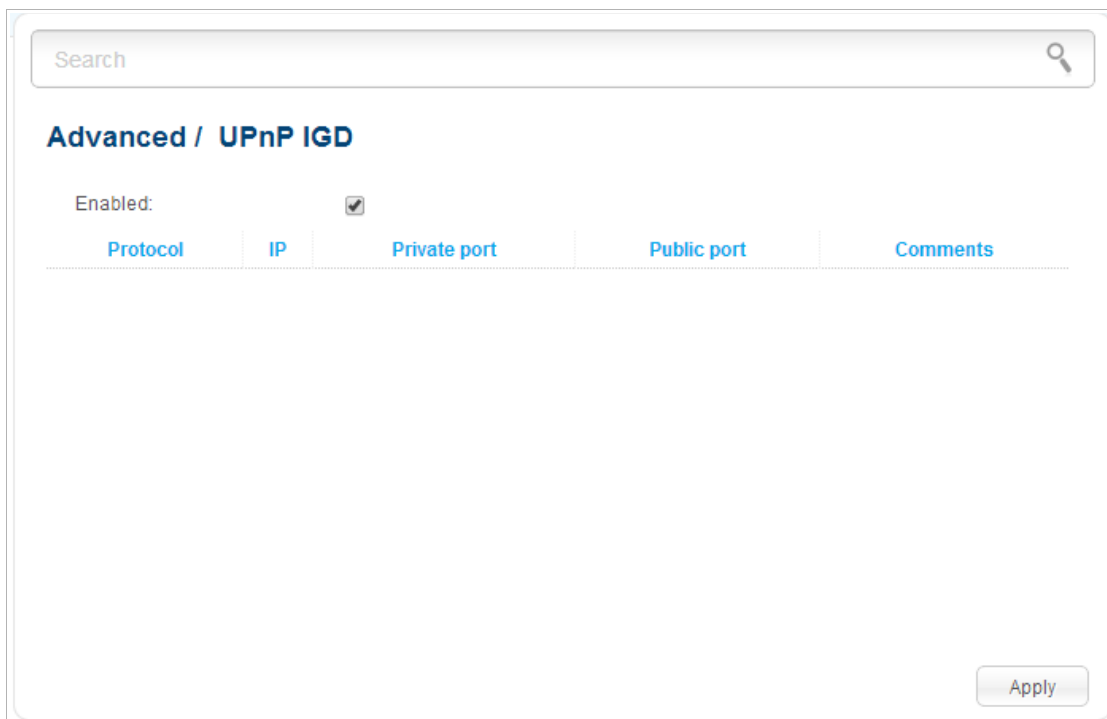 Search
Advanced / UPnP IGD
Enabled:
Protocol IP Private port Public port Comments
Apply